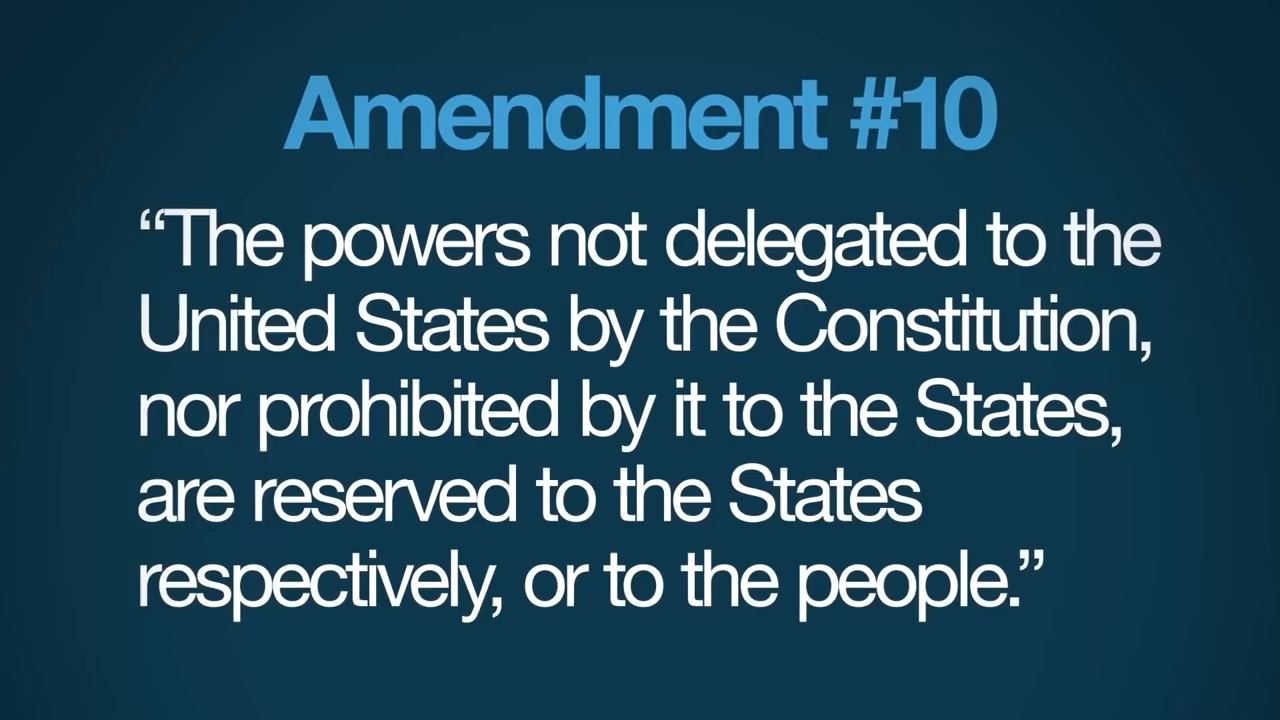 Amendment #10
“The powers not delegated to the
United States by the Constitution,
nor prohibited by it to the States,
are reserved to the States
respectively, or to the people.”